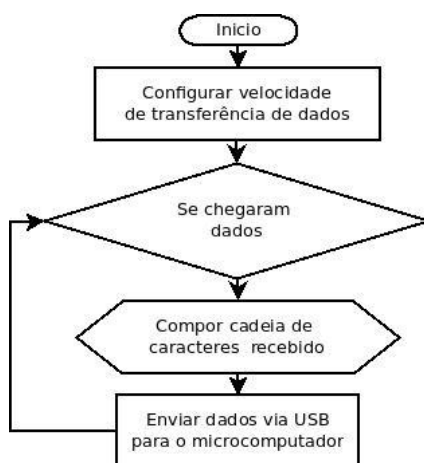 Inicio
Configurar velocidade
de transferência de dados
Se chegaram
dados
Compor cadeia de
caracteres recebido
Enviar dados via USB
para o microcomputador